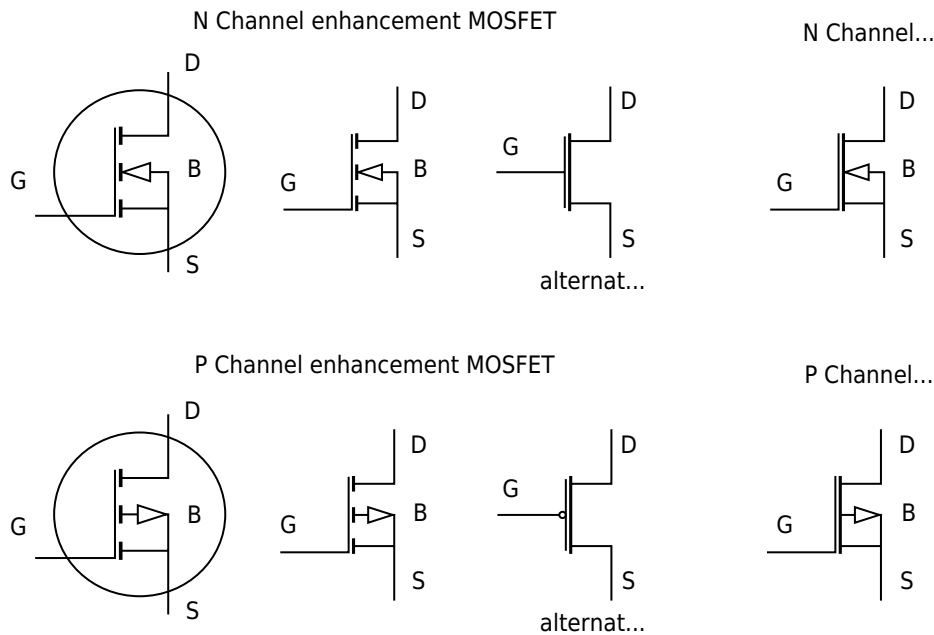 N Channel enhancement MOSFET
N Channel...
D
G
B
S
D
G
B
S
D
G
S
alternat...
D
G
B
S
P Channel enhancement MOSFET
P Channel...
D
G
B
S
D
G
B
S
D
G
S
alternat...
D
G
B
S